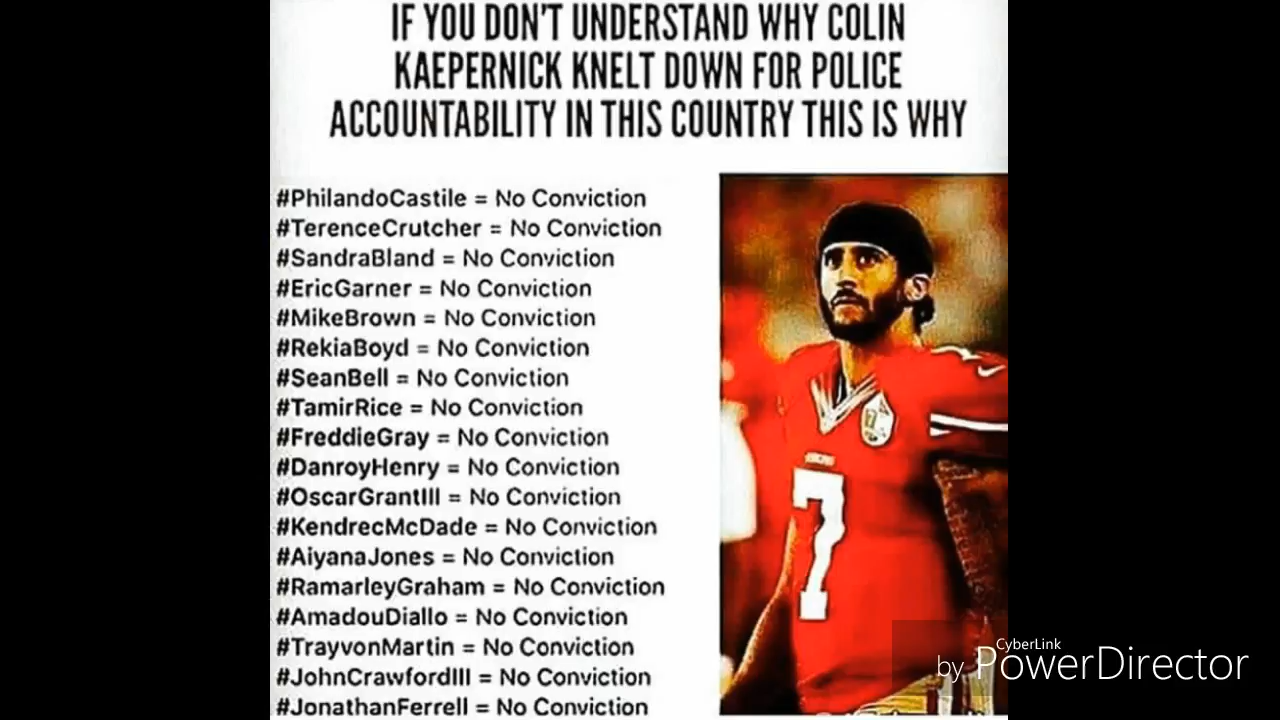 IF YOU DON'T UNDERSTAND WHY COLIN
KAEPERNICK KNELT DOWN FOR POLICE
ACCOUNTABILITY IN THIS COUNTRY THIS IS WHY
#PhilandoCastile = No Conviction
#TerenceCrutcher = No Conviction
#SandraBland = No Conviction
#EricGarner = No Conviction
#MikeBrown = No Conviction
#RekiaBoyd = No Conviction
#SeanBell = No Conviction
#TamirRice = No Conviction
#FreddieGray = No Conviction
#DanroyHenry = No Conviction
#OscarGrantIII = No Conviction
#KendrecMcDade = No Conviction
#AiyanaJones = No Conviction
#RamarleyGraham = No Conviction
#AmadouDiallo = No Conviction
#TrayvonMartin = No Conviction
#JohnCrawfordIII = No Conviction
#JonathanFerrell = No Conviction
7
CyberLink
by PowerDirector